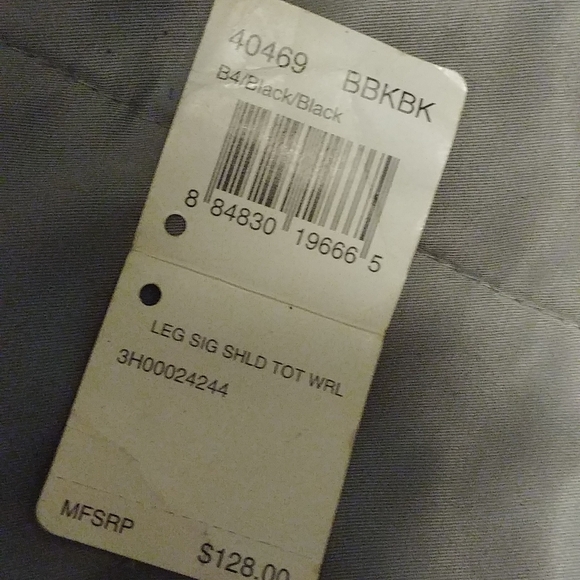 40469 BBKBK
B4/Black/Black
8 84830 19666 5
LEG SIG SHLD TOT WRL
3H00024244
MFSRP
$128.00